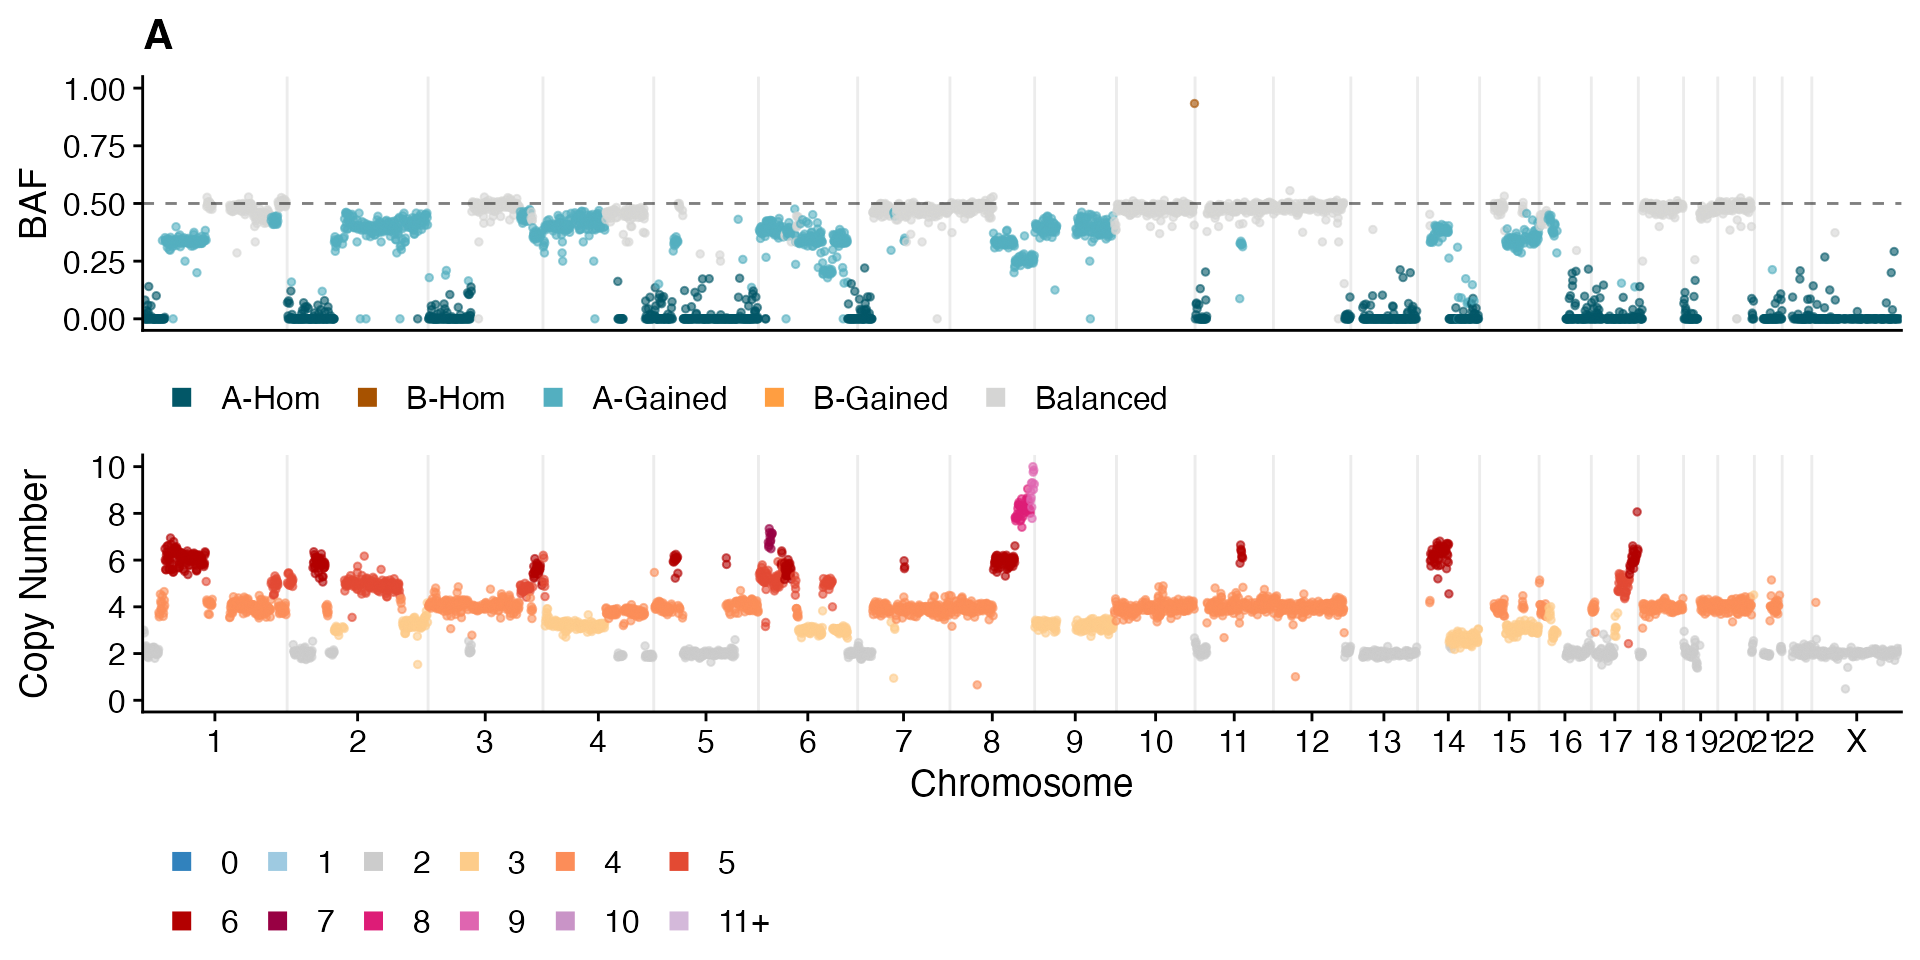 A
BAF
1.00
0.75
0.50
0.25
0.00
A-Hom B-Hom A-Gained B-Gained Balanced
Copy Number
10
8
6
4
2
0
1 2 3 4 5 6 7 8 9 10 11 12 13 14 15 16 17 18 19 20 21 22 X
Chromosome
0 1 2 3 4 5
6 7 8 9 10 11+